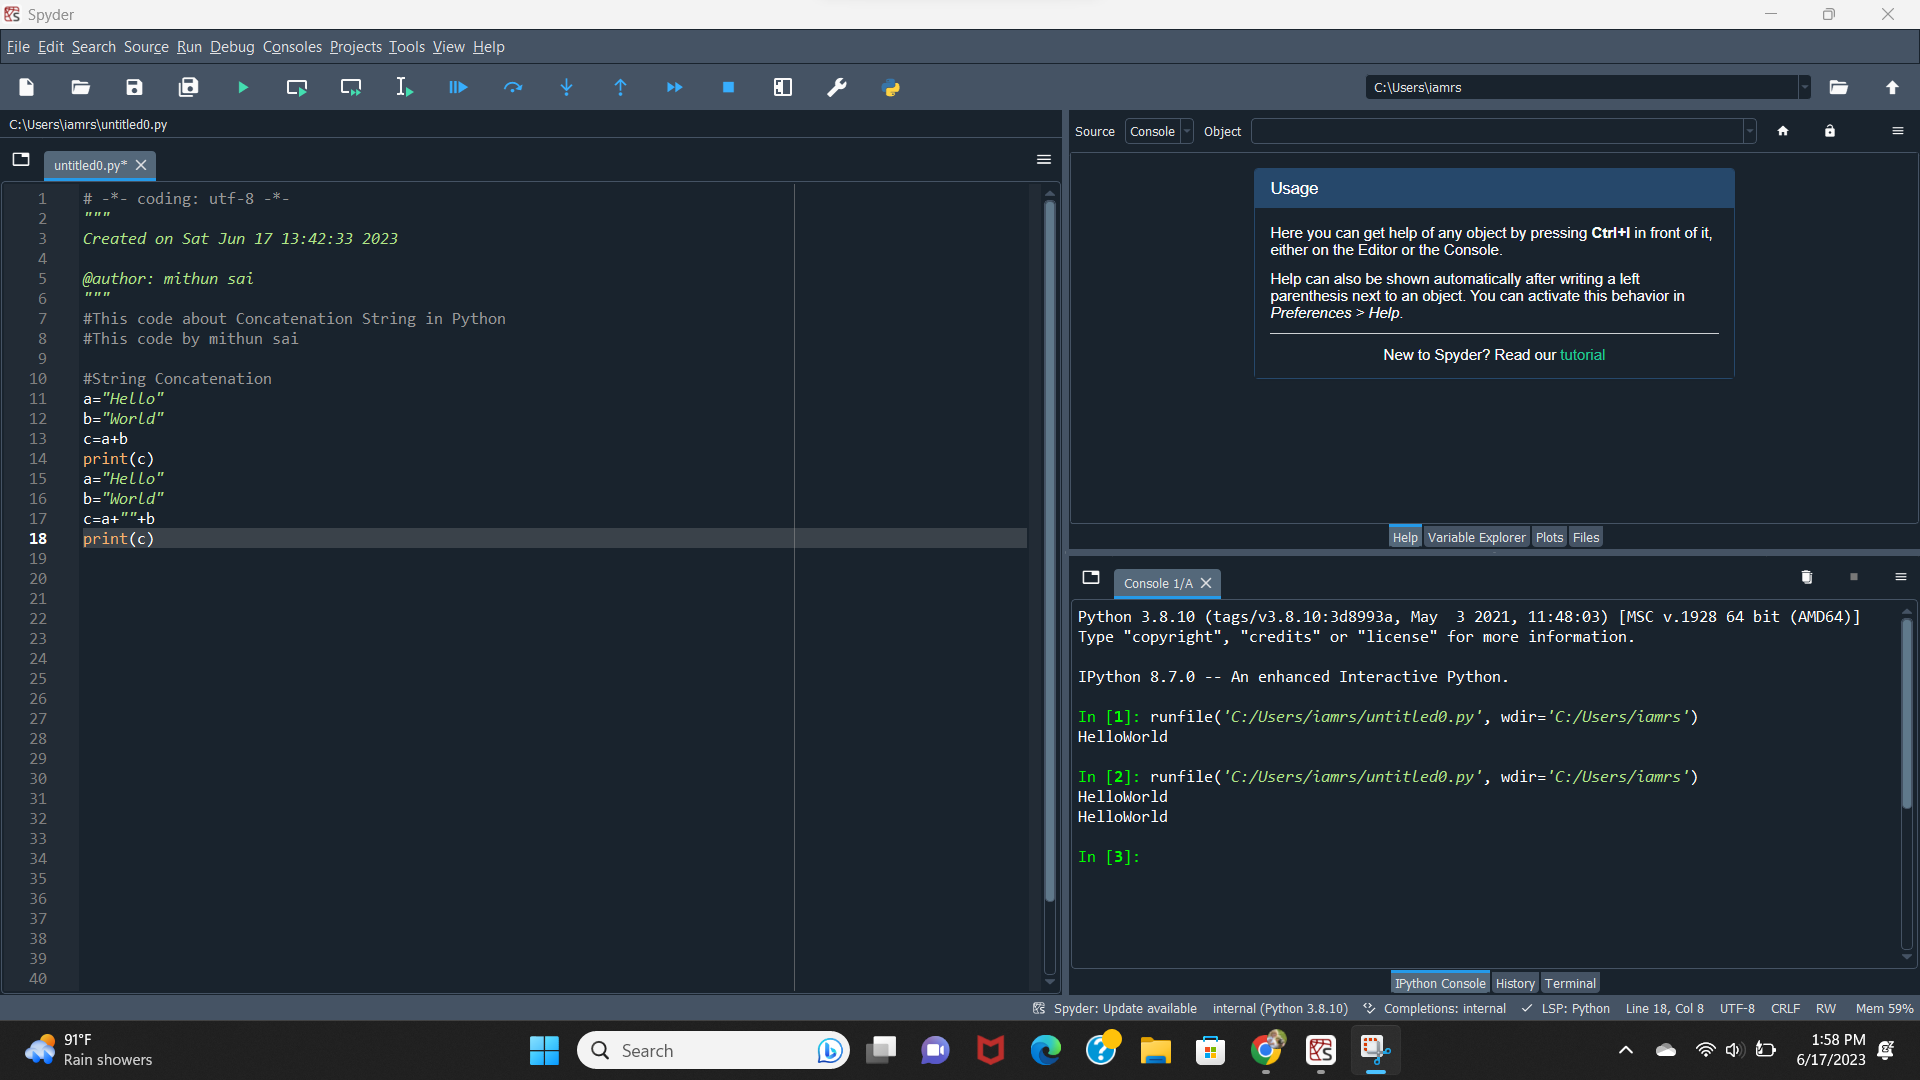 Spyder
File Edit Search Source Run Debug Consoles Projects Tools View Help
C:\Users\iamrs
C:\Users\iamrs\untitled0.py
untitled0.py*
1 # -*- coding: utf-8 -*-
2 """
3 Created on Sat Jun 17 13:42:33 2023
4
5 @author: mithun sai
6 """
7 #This code about Concatenation String in Python
8 #This code by mithun sai
9
10 #String Concatenation
11 a="Hello"
12 b="World"
13 c=a+b
14 print(c)
15 a="Hello"
16 b="World"
17 c=a+""+b
18 print(c)
19
20
21
22
23
24
25
26
27
28
29
30
31
32
33
34
35
36
37
38
39
40
Source Console Object
Usage
Here you can get help of any object by pressing Ctrl+I in front of it,
either on the Editor or the Console.
Help can also be shown automatically after writing a left
parenthesis next to an object. You can activate this behavior in
Preferences > Help.
New to Spyder? Read our tutorial
Help Variable Explorer Plots Files
Console 1/A
Python 3.8.10 (tags/v3.8.10:3d8993a, May  3 2021, 11:48:03) [MSC v.1928 64 bit (AMD64)]
Type "copyright", "credits" or "license" for more information.
IPython 8.7.0 -- An enhanced Interactive Python.
In [1]: runfile('C:/Users/iamrs/untitled0.py', wdir='C:/Users/iamrs')
HelloWorld
In [2]: runfile('C:/Users/iamrs/untitled0.py', wdir='C:/Users/iamrs')
HelloWorld
HelloWorld
In [3]:
IPython Console History Terminal
Spyder: Update available internal (Python 3.8.10) Completions: internal LSP: Python Line 18, Col 8 UTF-8 CRLF RW Mem 59%
91°F
Rain showers
Search
1:58 PM
6/17/2023